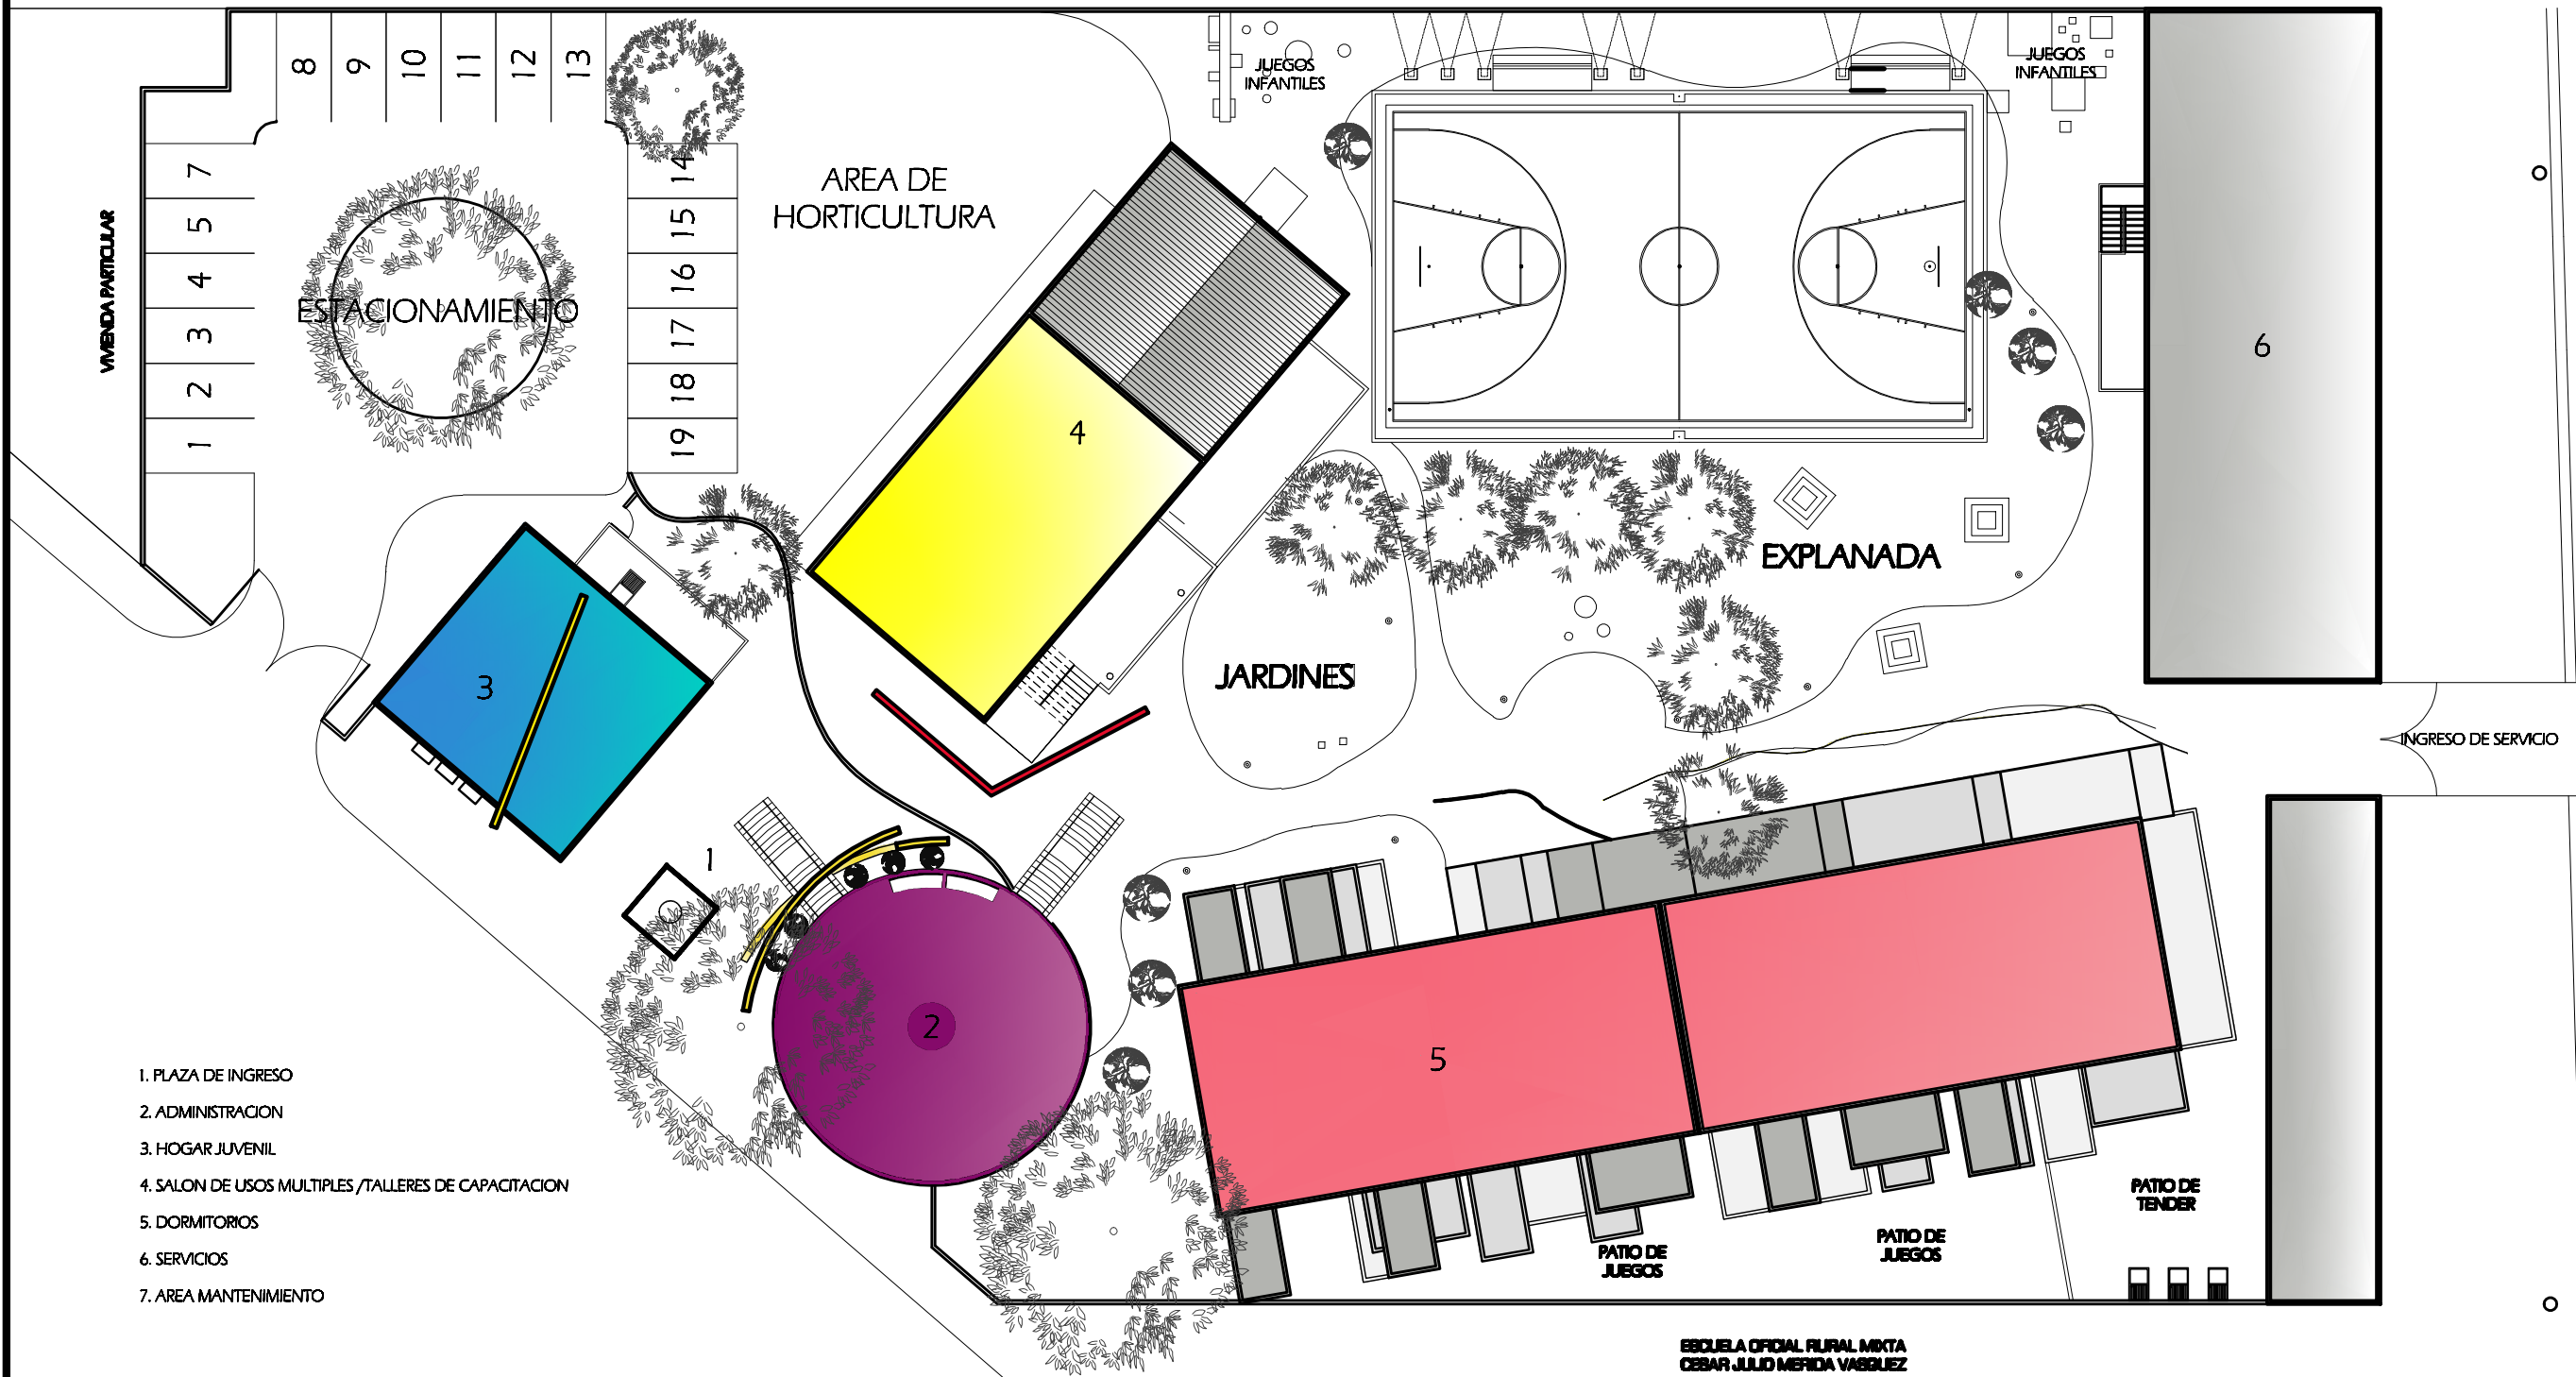 8
9
10
11
12
13
JUEGOS
INFANTILES
JUEGOS
INFANTILES
7
5
4
3
2
1
14
15
16
17
18
19
VIVIENDA PARTICULAR
ESTACIONAMIENTO
AREA DE
HORTICULTURA
4
6
EXPLANADA
JARDINES
3
INGRESO DE SERVICIO
1
2
5
1. PLAZA DE INGRESO
2. ADMINISTRACION
3. HOGAR JUVENIL
4. SALON DE USOS MULTIPLES /TALLERES DE CAPACITACION
5. DORMITORIOS
6. SERVICIOS
7. AREA MANTENIMIENTO
PATIO DE
JUEGOS
PATIO DE
JUEGOS
PATIO DE
TENDER
ESCUELA OFICIAL RURAL MIXTA
CESAR JULIO MERIDA VASQUEZ